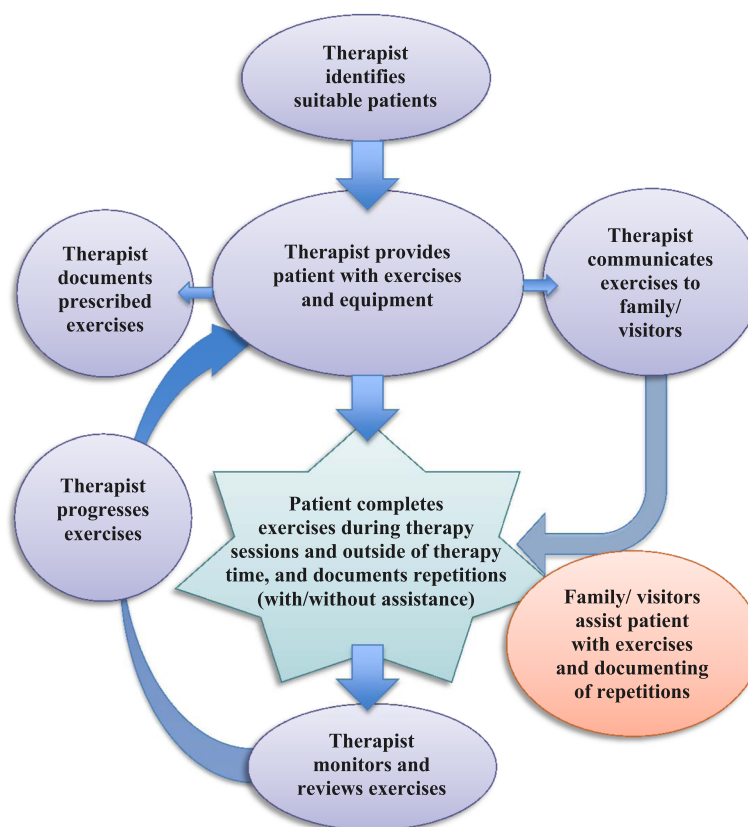 Therapist
identifies
suitable patients
Therapist
documents
prescribed
exercises
Therapist provides
patient with exercises
and equipment
Therapist
communicates
exercises to
family/
visitors
Therapist
progresses
exercises
Patient completes
exercises during therapy
sessions and outside of therapy
time, and documents repetitions
(with/without assistance)
Family/ visitors
assist patient
with exercises
and documenting
of repetitions
Therapist
monitors and
reviews exercises